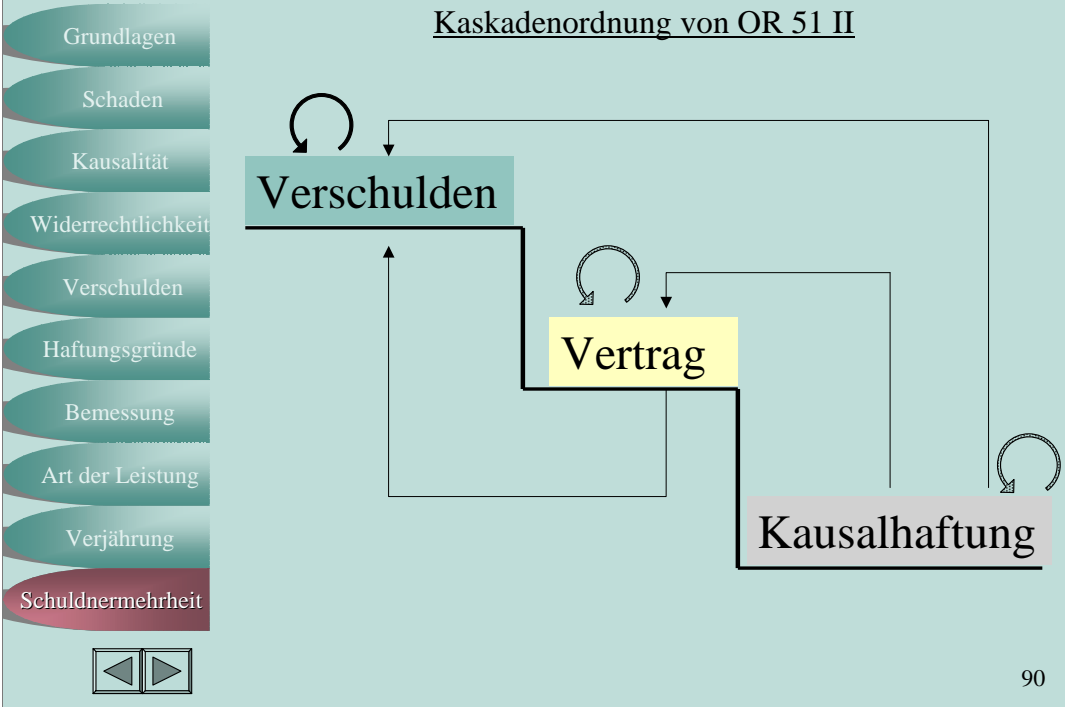 Kaskadenordnung von OR 51 II
Grundlagen
Schaden
Kausalität
Widerrechtlichkeit
Verschulden
Haftungsgründe
Bemessung
Art der Leistung
Verjährung
Schuldnermehrheit
Verschulden
Vertrag
Kausalhaftung
90